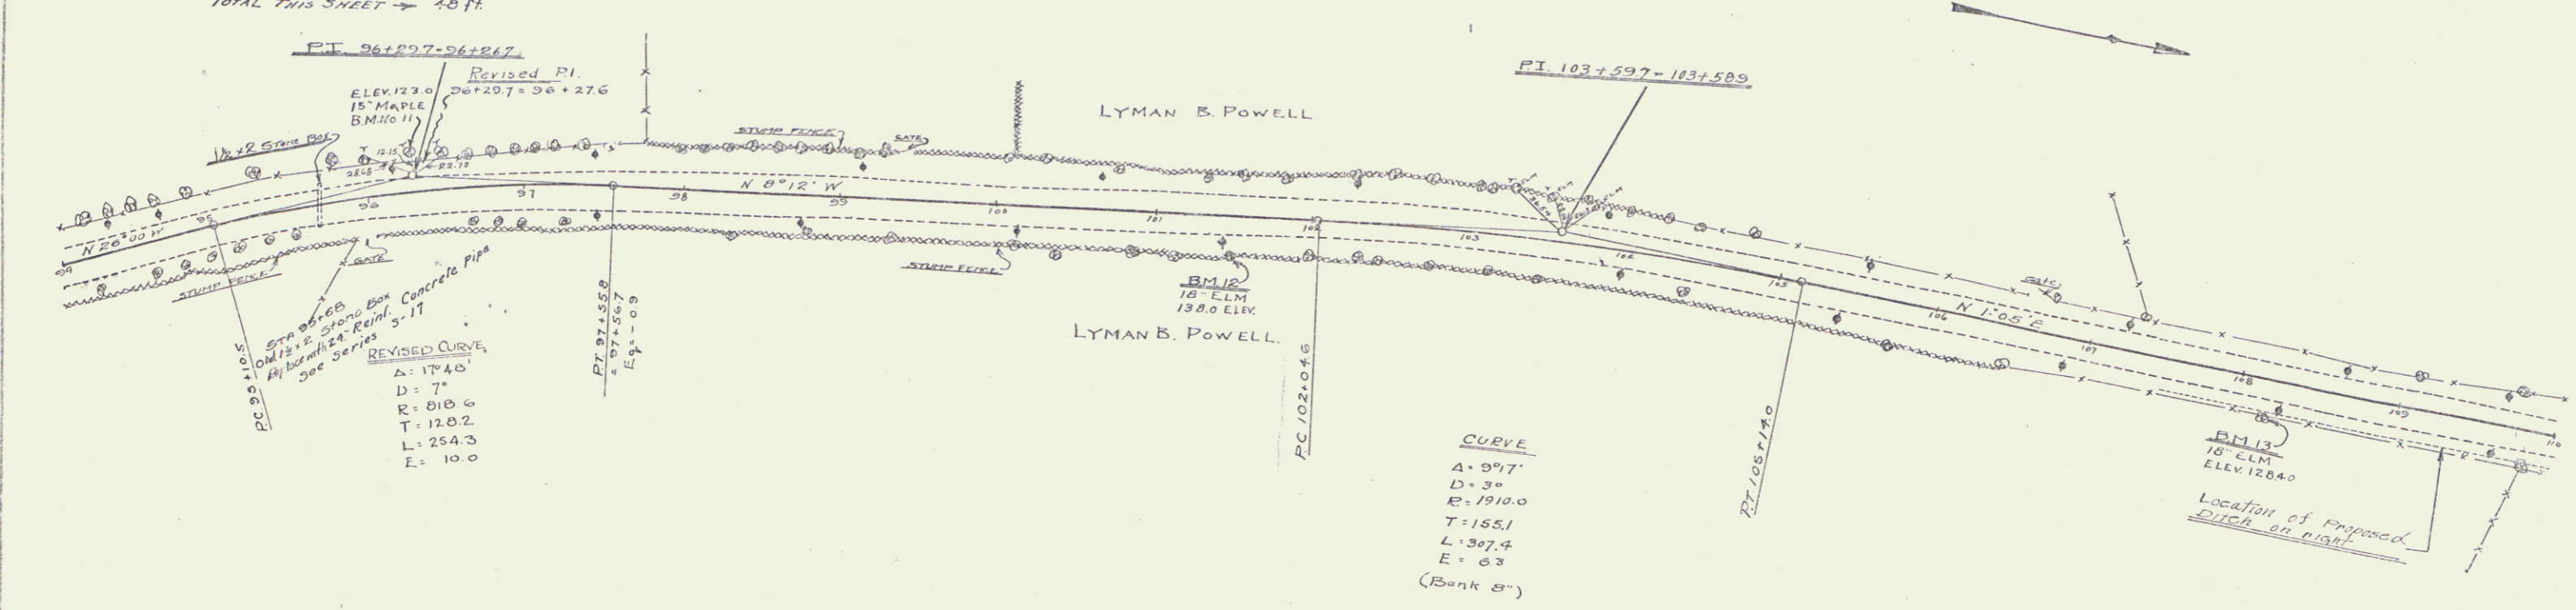 TOTAL THIS SHEET → 48 ft.
P.I. 96+29.7=96+26.7
Revised P.I.
96+29.7 = 96+27.6
ELEV. 123.0
15" MAPLE
B.M. No 11
1½ x 2 STONE BOX
12.15
28.68
22.72
STUMP FENCE
GATE
LYMAN B. POWELL
P.I. 103+59.7=103+58.9
N 26°00' W
N 8°12' W
N 1°05' E
94
95
96
97
98
99
100
101
102
103
104
105
106
107
108
109
110
STUMP FENCE
GATE
STUMP FENCE
Gate
P.C. 95+10.5
STA 95+68
Old 1½ x 2 Stone Box
Replace with 24" Reinf. Concrete pipe
See Series S-17
REVISED CURVE
Δ = 17°48'
D = 7°
R = 818.6
T = 128.2
L = 254.3
E = 10.0
P.T. 97+55.8
= 97+56.7
Eq = -0.9
B.M. 12
18" ELM
138.0 ELEV.
LYMAN B. POWELL.
P.C. 102+04.6
CURVE
Δ = 9°17'
D = 3°
R = 1910.0
T = 155.1
L = 307.4
E = 6.3
(Bank 8")
P.T. 105+14.0
B.M. 13
18" ELM
ELEV. 128.40
Location of Proposed
Ditch on right